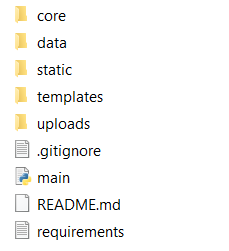 core
data
static
templates
uploads
.gitignore
main
README.md
requirements